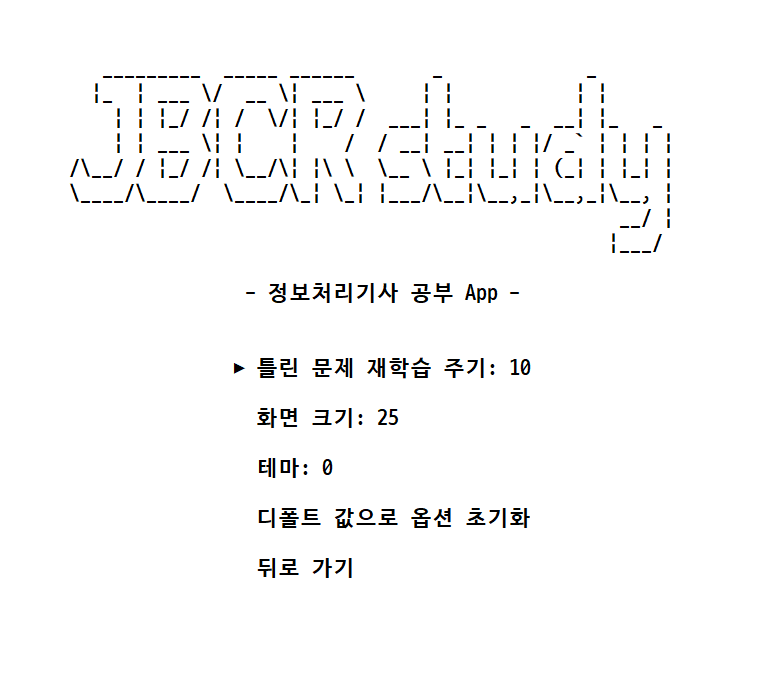 JBCR study
- 정보처리기사 공부 App -
▶ 틀린 문제 재학습 주기: 10
화면 크기: 25
테마: 0
디폴트 값으로 옵션 초기화
뒤로 가기